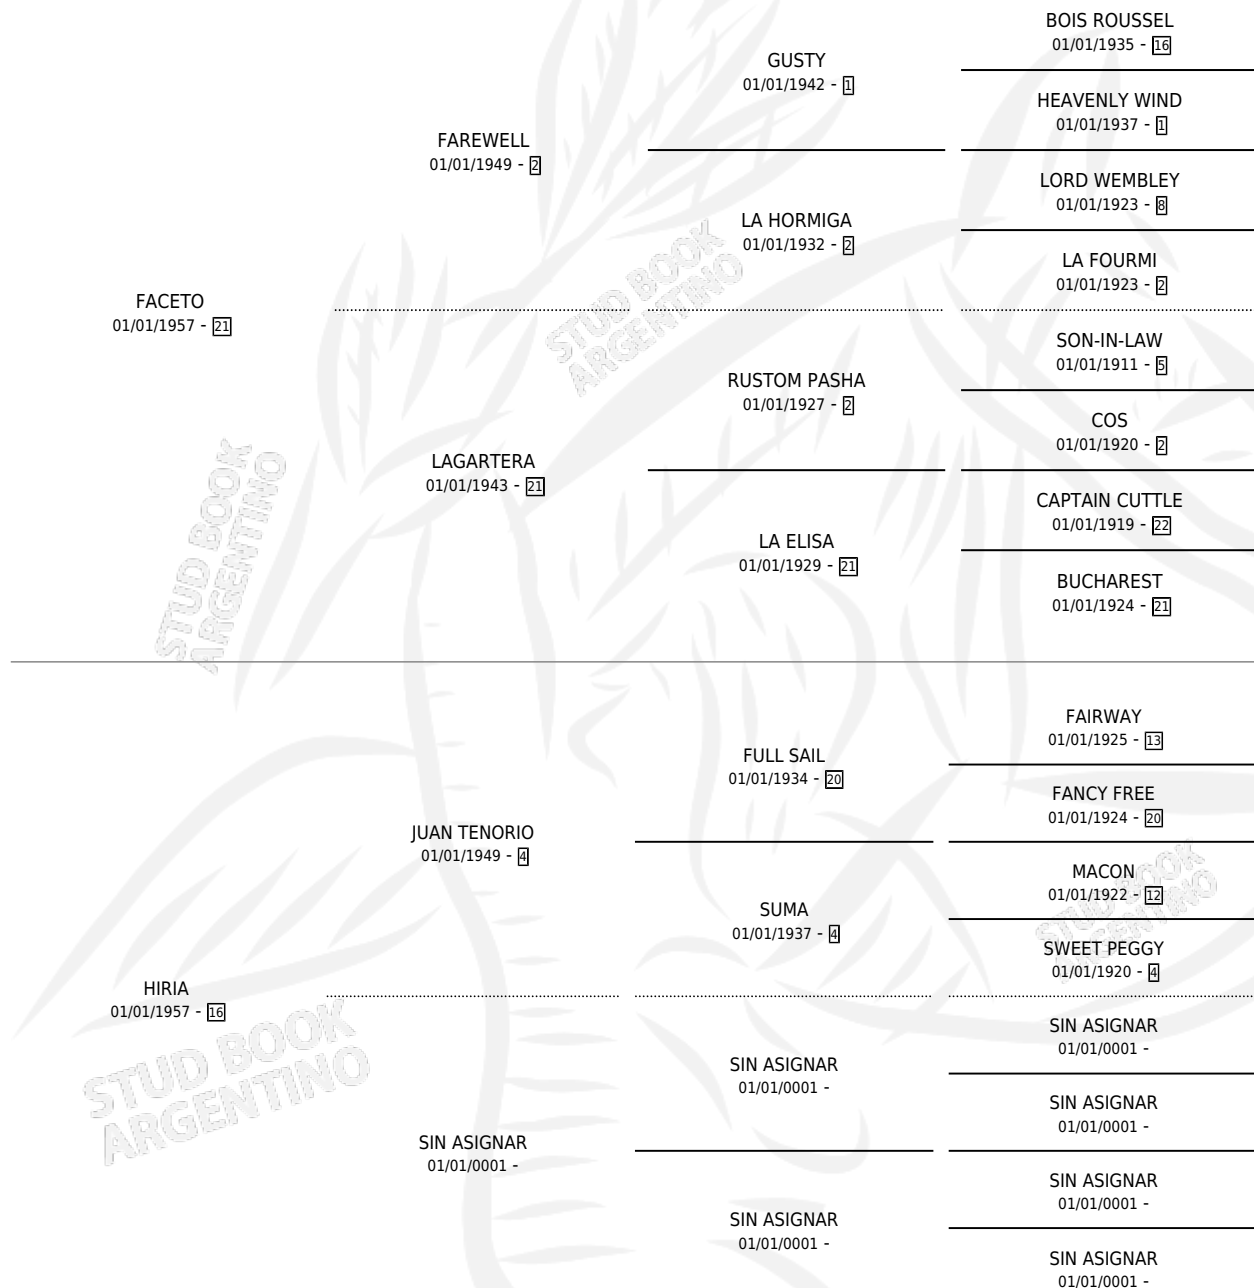 BOIS ROUSSEL
01/01/1935 - 16
GUSTY
01/01/1942 - 1
HEAVENLY WIND
01/01/1937 - 1
FAREWELL
01/01/1949 - 2
LORD WEMBLEY
01/01/1923 - 8
LA HORMIGA
01/01/1932 - 2
LA FOURMI
01/01/1923 - 2
FACETO
01/01/1957 - 21
SON-IN-LAW
01/01/1911 - 5
RUSTOM PASHA
01/01/1927 - 2
COS
01/01/1920 - 2
LAGARTERA
01/01/1943 - 21
CAPTAIN CUTTLE
01/01/1919 - 22
LA ELISA
01/01/1929 - 21
BUCHAREST
01/01/1924 - 21
FAIRWAY
01/01/1925 - 13
FULL SAIL
01/01/1934 - 20
FANCY FREE
01/01/1924 - 20
JUAN TENORIO
01/01/1949 - 4
MACON
01/01/1922 - 12
SUMA
01/01/1937 - 4
SWEET PEGGY
01/01/1920 - 4
HIRIA
01/01/1957 - 16
SIN ASIGNAR
01/01/0001 -
SIN ASIGNAR
01/01/0001 -
SIN ASIGNAR
01/01/0001 -
SIN ASIGNAR
01/01/0001 -
SIN ASIGNAR
01/01/0001 -
SIN ASIGNAR
01/01/0001 -
SIN ASIGNAR
01/01/0001 -
STUD BOOK
ARGENTINO
STUD BOOK
ARGENTINO
STUD BOOK
ARGENTINO
STUD BOOK
ARGENTINO